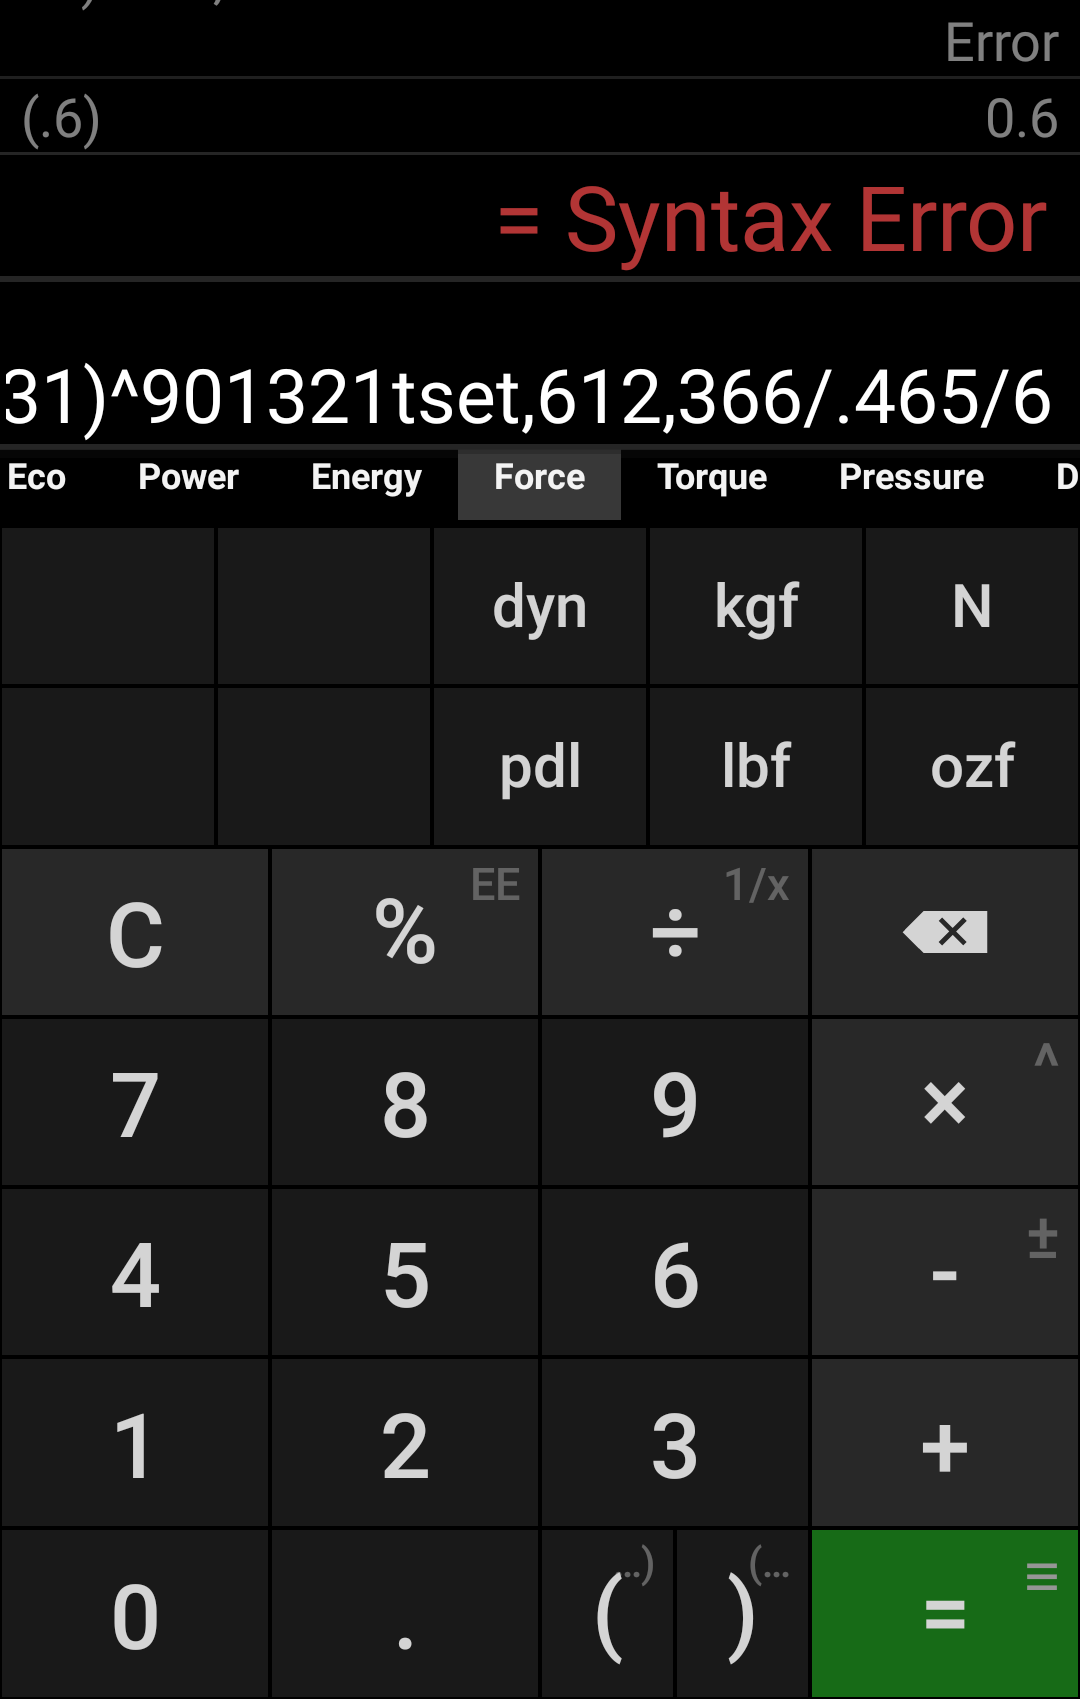 Error
(.6) 0.6
= Syntax Error
31)^901321tset,612,366/.465/6
Eco Power Energy Force Torque Pressure D
dyn kgf N
pdl lbf ozf
C % EE ÷ 1/x
7 8 9 × ^
4 5 6 - ±
1 2 3 + 
0 . ( ..) ) (... = ≡